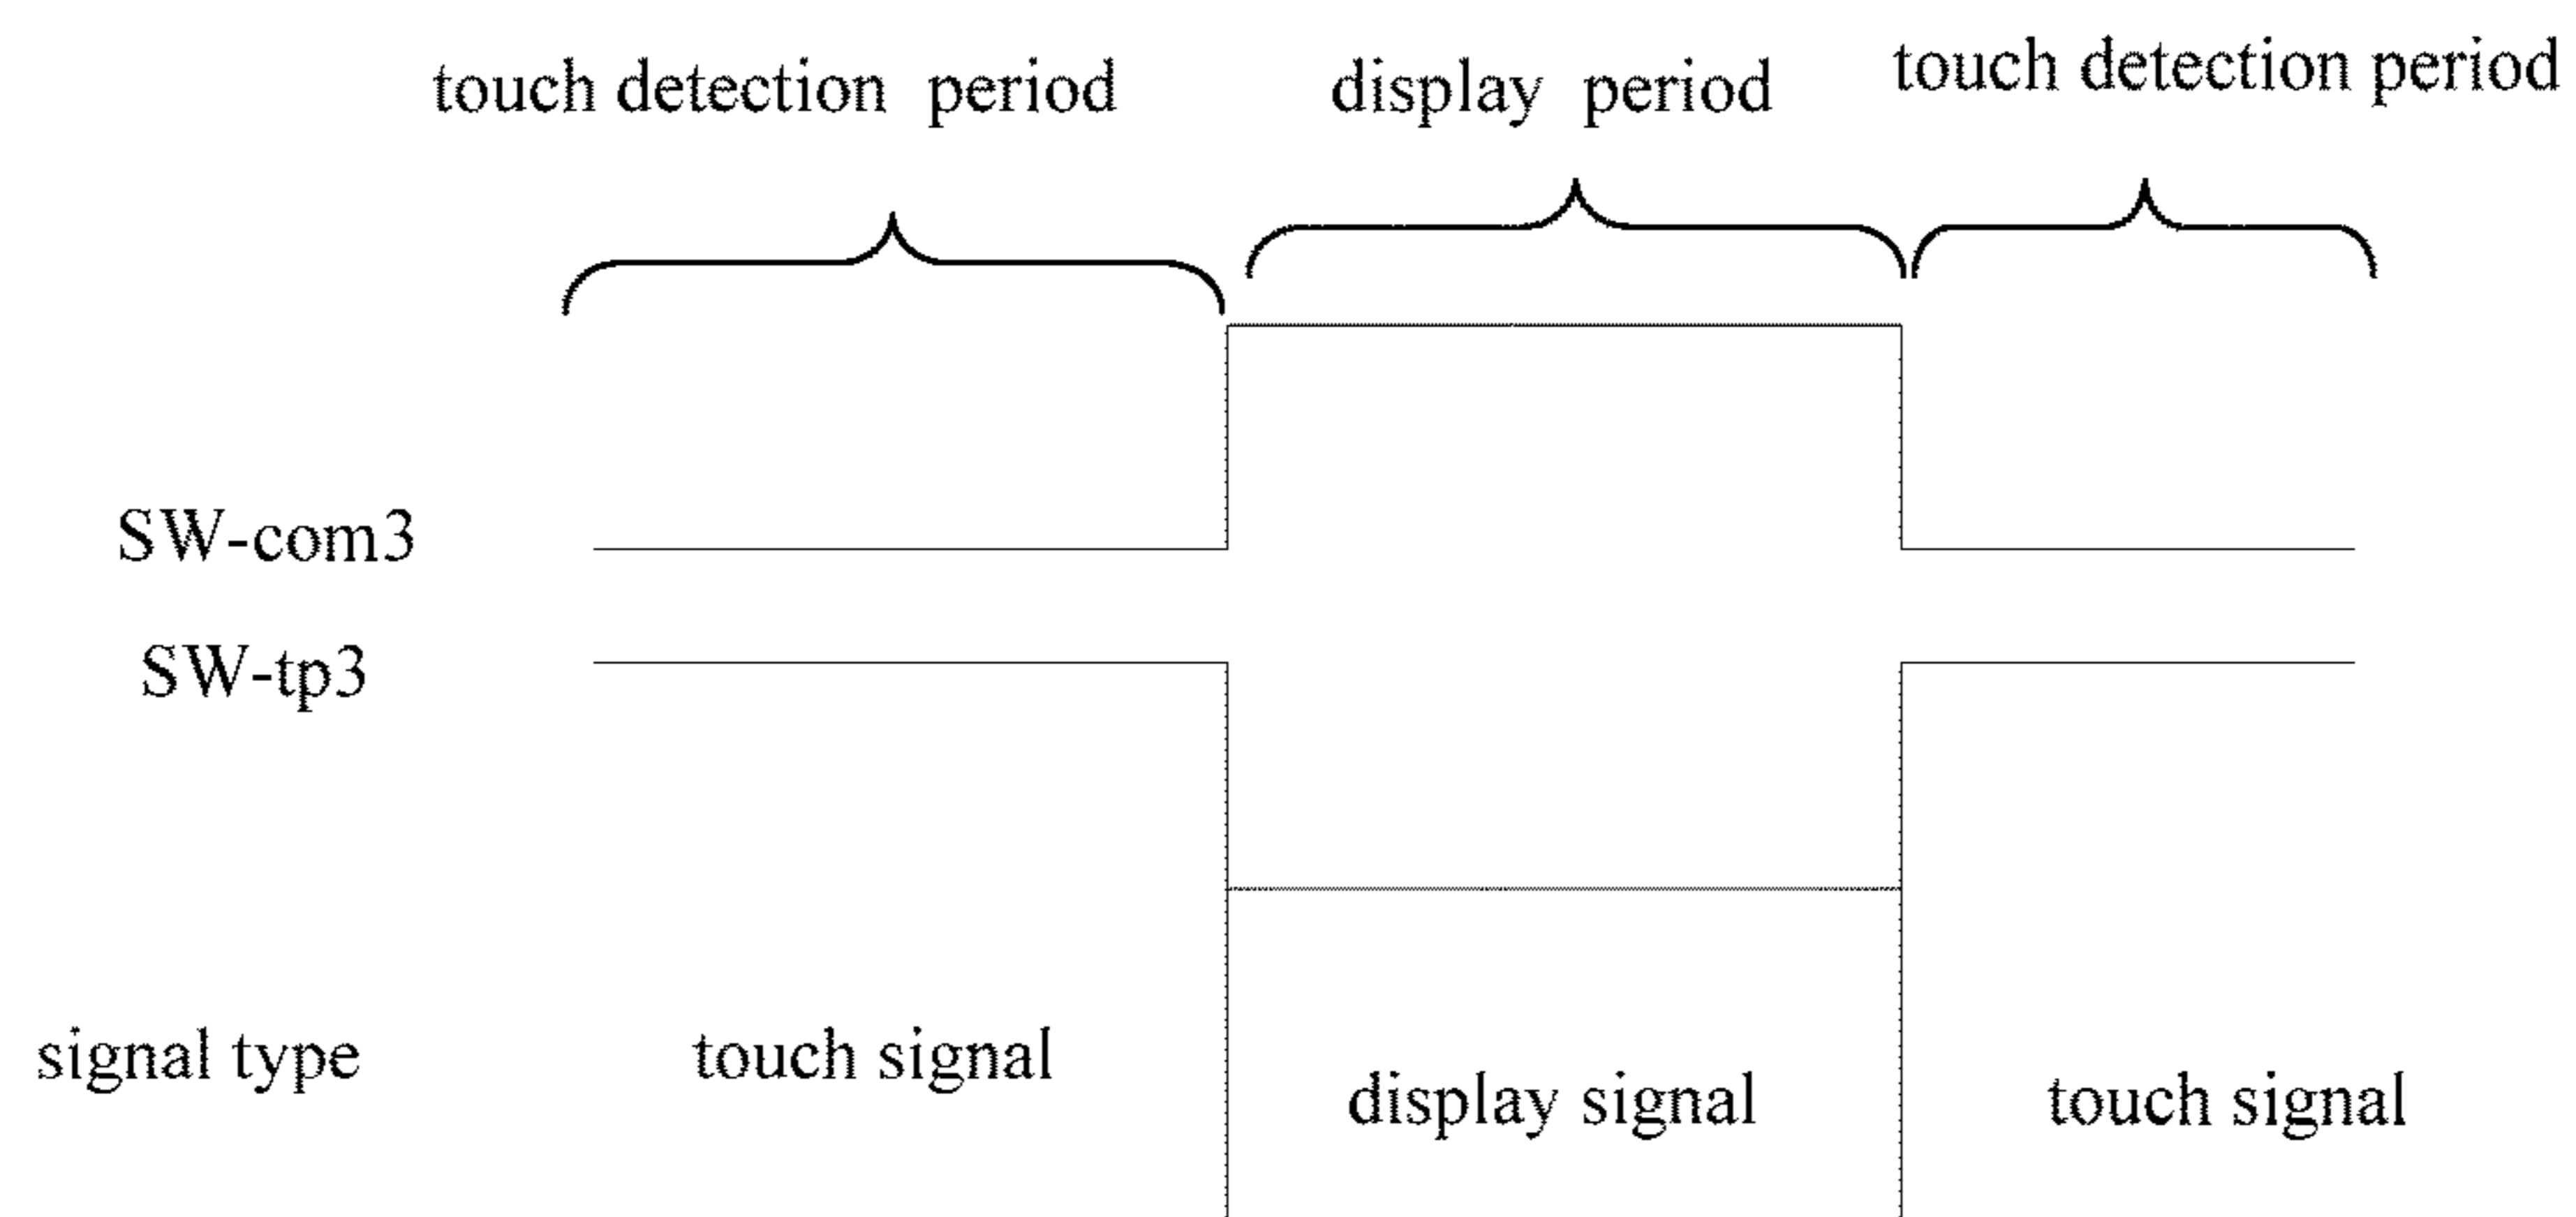 touch detection period
display period
touch detection period
SW-com3
SW-tp3
signal type
touch signal
display signal
touch signal